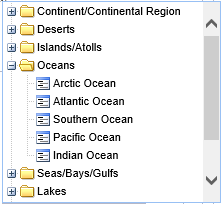 Continent/Continental Region
Deserts
Islands/Atolls
Oceans
Arctic Ocean
Atlantic Ocean
Southern Ocean
Pacific Ocean
Indian Ocean
Seas/Bays/Gulfs
Lakes